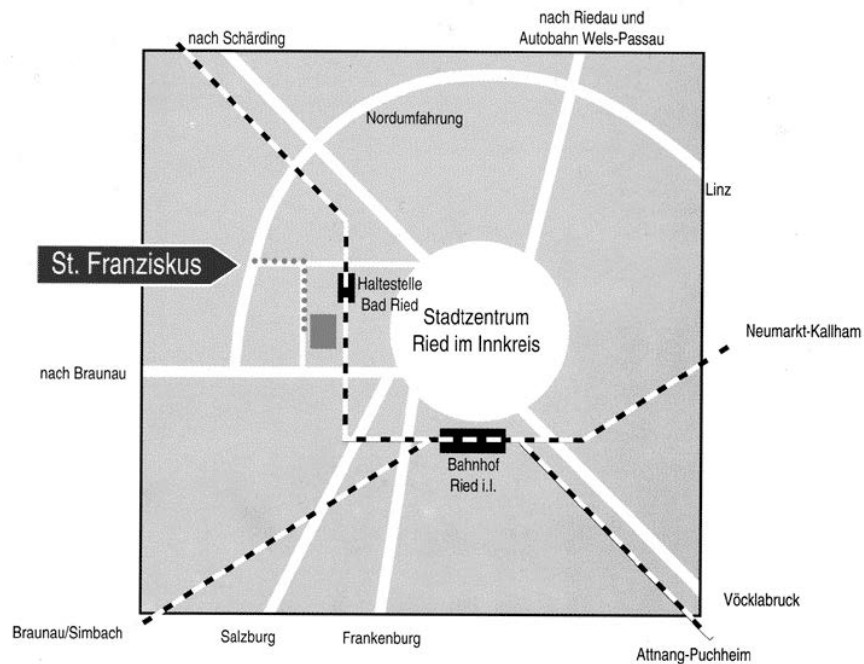 nach Riedau und
Autobahn Wels-Passau
nach Schärding
Nordumfahrung
Linz
St. Franziskus
Haltestelle
Bad Ried
Stadtzentrum
Ried im Innkreis
Neumarkt-Kallham
nach Braunau
Bahnhof
Ried i.I.
Vöcklabruck
Braunau/Simbach
Salzburg
Frankenburg
Attnang-Puchheim